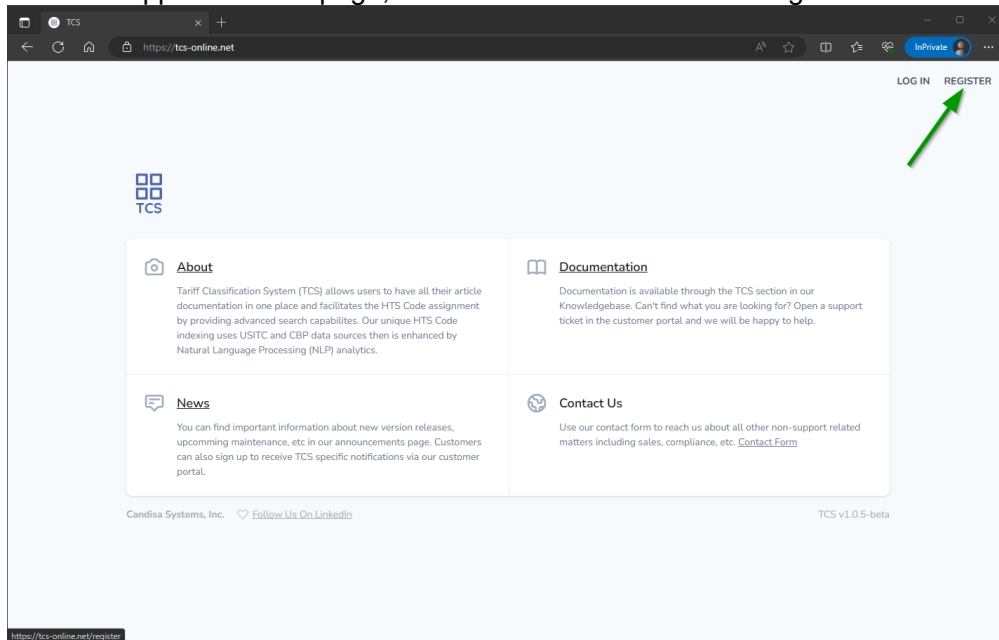 page,
TCS
https://tcs-online.net
InPrivate
LOG IN REGISTER
TCS
About
Tariff Classification System (TCS) allows users to have all their article
documentation in one place and facilitates the HTS Code assignment
by providing advanced search capabilites. Our unique HTS Code
indexing uses USITC and CBP data sources then is enhanced by
Natural Language Processing (NLP) analytics.
Documentation
Documentation is available through the TCS section in our
Knowledgebase. Can't find what you are looking for? Open a support
ticket in the customer portal and we will be happy to help.
News
You can find important information about new version releases,
upcomming maintenance, etc in our announcements page. Customers
can also sign up to receive TCS specific notifications via our customer
portal.
Contact Us
Use our contact form to reach us about all other non-support related
matters including sales, compliance, etc. Contact Form
Candisa Systems, Inc. Follow Us On LinkedIn
TCS v1.0.5-beta
https://tcs-online.net/register